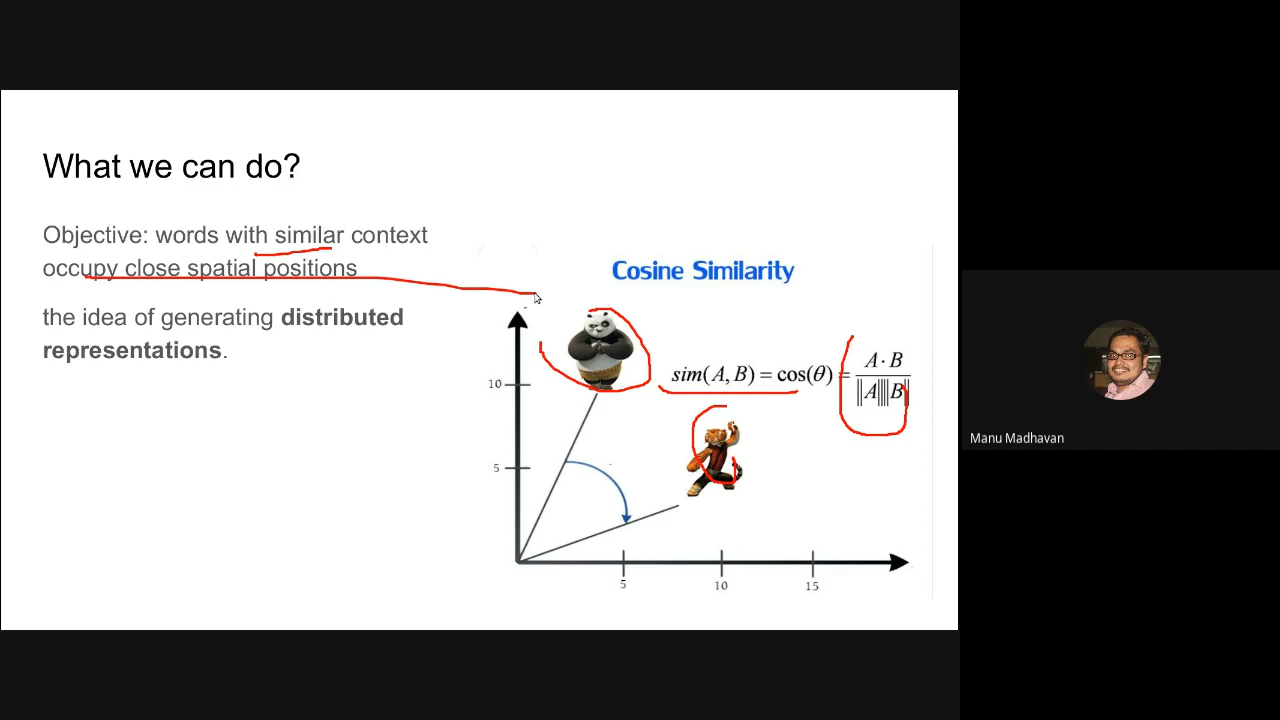 What we can do?
Objective: words with similar context
occupy close spatial positions
the idea of generating distributed
representations.
Cosine Similarity
sim(A, B) = cos(θ) = A · B / ||A||||B||
10
5
5
10
15
Manu Madhavan